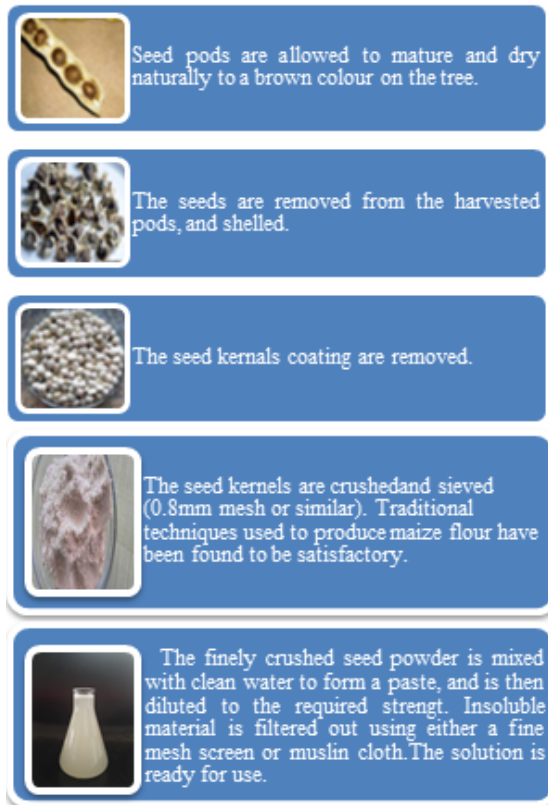 Seed pods are allowed to mature and dry
naturally to a brown colour on the tree.
The seeds are removed from the harvested
pods, and shelled.
The seed kernals coating are removed.
The seed kernels are crushedand sieved
(0.8mm mesh or similar). Traditional
techniques used to produce maize flour have
been found to be satisfactory.
The finely crushed seed powder is mixed
with clean water to form a paste, and is then
diluted to the required strengt. Insoluble
material is filtered out using either a fine
mesh screen or muslin cloth.The solution is
ready for use.